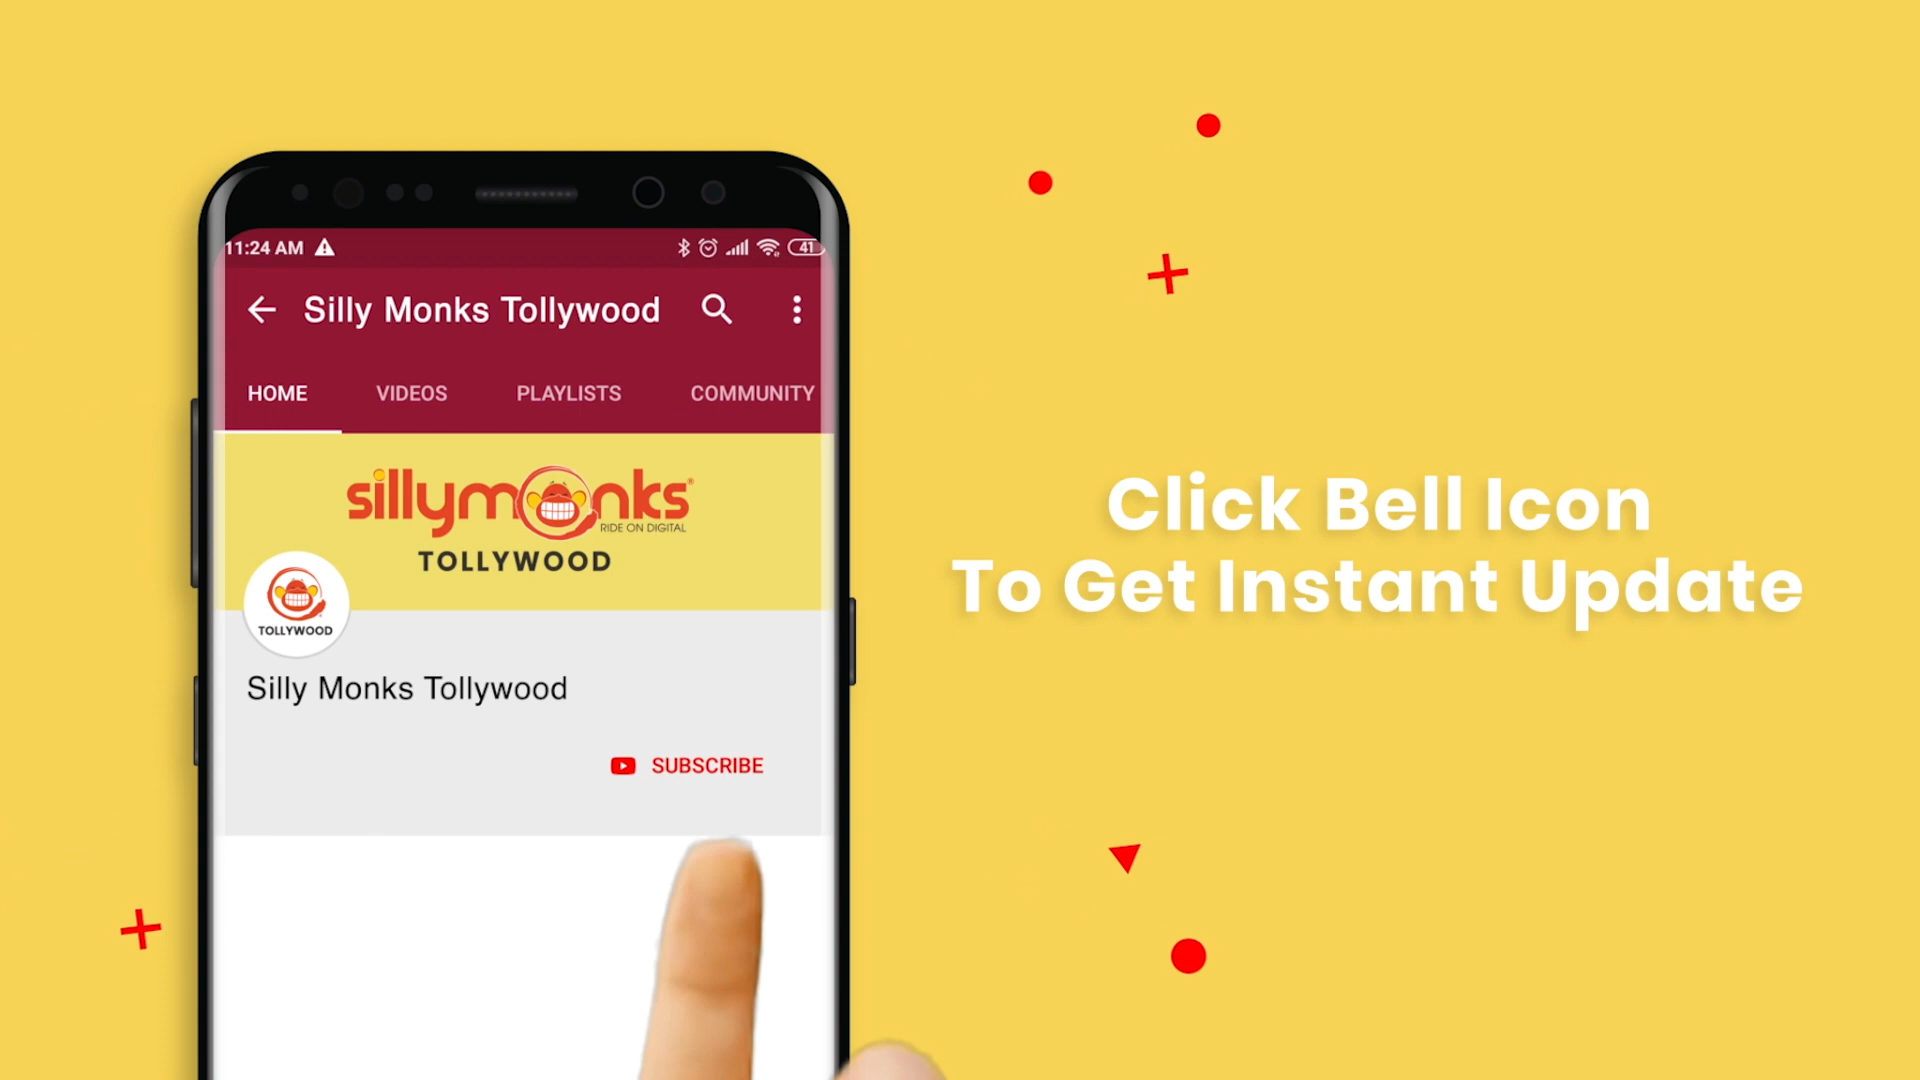 11:24 AM
41
Silly Monks Tollywood
HOME VIDEOS PLAYLISTS COMMUNITY
sillymonks®
RIDE ON DIGITAL
TOLLYWOOD
TOLLYWOOD
Silly Monks Tollywood
SUBSCRIBE
Click Bell Icon
To Get Instant Update